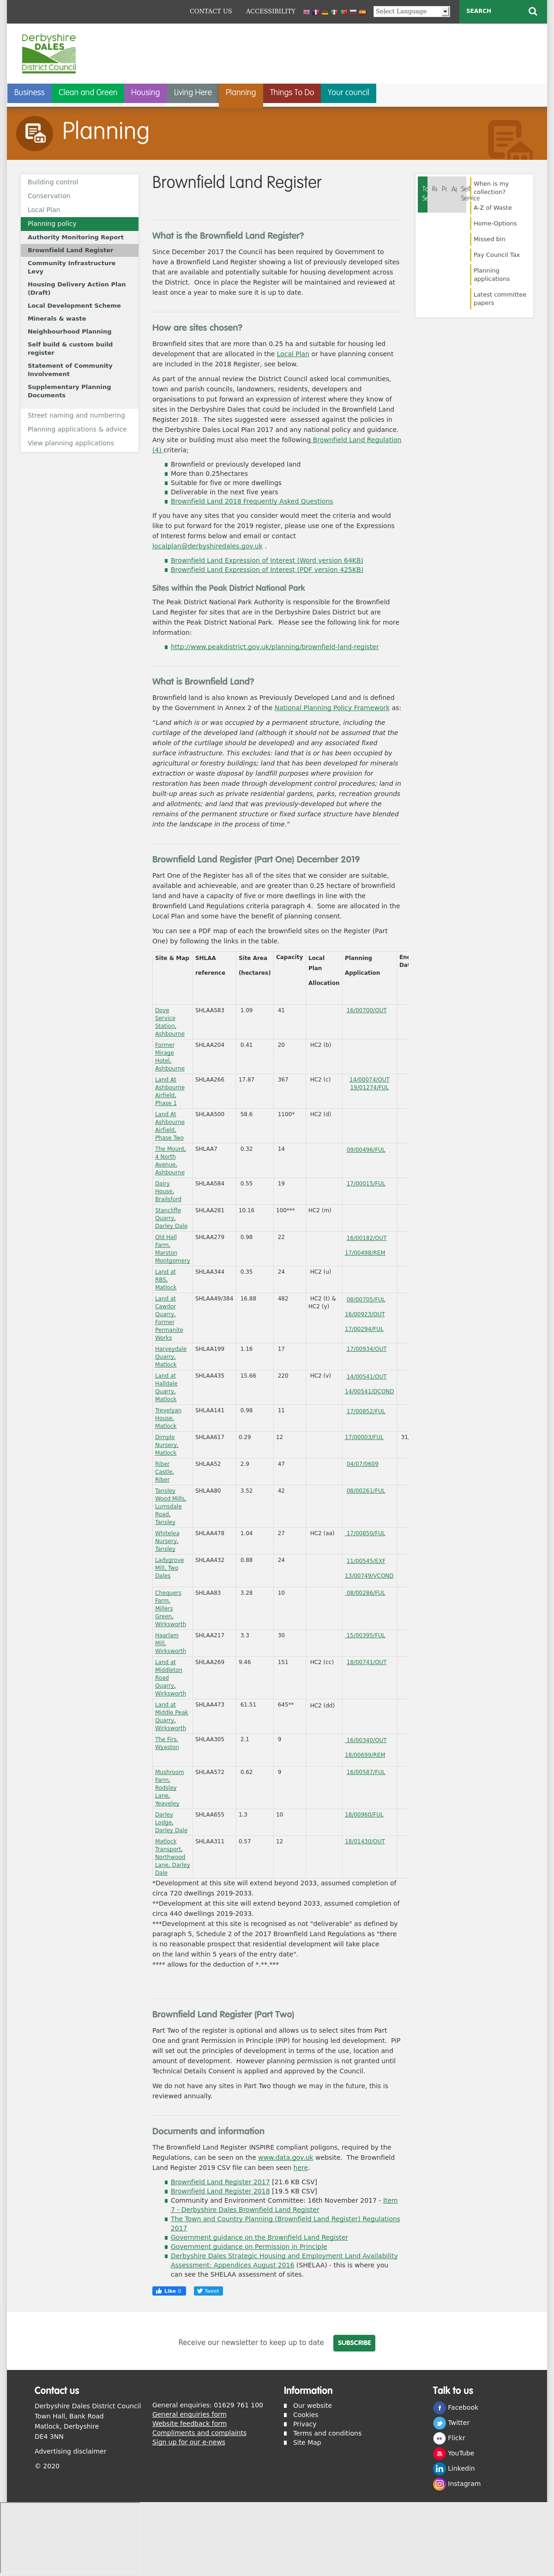 CONTACT US
ACCESSIBILITY
Select Language
SEARCH
Derbyshire
DALES
District Council
Business
Clean and Green
Housing
Living Here
Planning
Things To Do
Your council
Planning
Building control
Conservation
Local Plan
Planning policy
Authority Monitoring Report
Brownfield Land Register
Community Infrastructure
Levy
Housing Delivery Action Plan
(Draft)
Local Development Scheme
Minerals & waste
Neighbourhood Planning
Self build & custom build
register
Statement of Community
Involvement
Supplementary Planning
Documents
Street naming and numbering
Planning applications & advice
View planning applications
Brownfield Land Register
What is the Brownfield Land Register?
Since December 2017 the Council has been required by Government to
have a Brownfield Land Register showing a list of previously developed sites
that are available and potentially suitable for housing development across
the District.  Once in place the Register will be maintained and reviewed at
least once a year to make sure it is up to date.
How are sites chosen?
Brownfield sites that are more than 0.25 ha and suitable for housing led
development that are allocated in the Local Plan or have planning consent
are included in the 2018 Register, see below.
As part of the annual review the District Council asked local communities,
town and parish councils, landowners, residents, developers and
organisations to put forward an expression of interest where they know of
sites in the Derbyshire Dales that could be included in the Brownfield Land
Register 2018.  The sites suggested were  assessed against the policies in
the Derbyshire Dales Local Plan 2017 and any national policy and guidance.
Any site or building must also meet the following Brownfield Land Regulation
(4) criteria;
Brownfield or previously developed land
More than 0.25hectares
Suitable for five or more dwellings
Deliverable in the next five years
Brownfield Land 2018 Frequently Asked Questions
If you have any sites that you consider would meet the criteria and would
like to put forward for the 2019 register, please use one of the Expressions
of Interest forms below and email or contact
localplan@derbyshiredales.gov.uk .
Brownfield Land Expression of Interest (Word version 64KB)
Brownfield Land Expression of Interest (PDF version 425KB)
Sites within the Peak District National Park
The Peak District National Park Authority is responsible for the Brownfield
Land Register for sites that are in the Derbyshire Dales District but are
within the Peak District National Park.  Please see the following link for more
information:
http://www.peakdistrict.gov.uk/planning/brownfield-land-register
What is Brownfield Land?
Brownfield land is also known as Previously Developed Land and is defined
by the Government in Annex 2 of the National Planning Policy Framework as:
"Land which is or was occupied by a permanent structure, including the
curtilage of the developed land (although it should not be assumed that the
whole of the curtilage should be developed) and any associated fixed
surface infrastructure. This excludes: land that is or has been occupied by
agricultural or forestry buildings; land that has been developed for minerals
extraction or waste disposal by landfill purposes where provision for
restoration has been made through development control procedures; land in
built-up areas such as private residential gardens, parks, recreation grounds
and allotments; and land that was previously-developed but where the
remains of the permanent structure or fixed surface structure have blended
into the landscape in the process of time."
Brownfield Land Register (Part One) December 2019
Part One of the Register has all of the sites that we consider are suitable,
available and achieveable, and are greater than 0.25 hectare of brownfield
land and have a capacity of five or more dwellings in line with the
Brownfield Land Regulations criteria paragraph 4.  Some are allocated in the
Local Plan and some have the benefit of planning consent.
You can see a PDF map of each the brownfield sites on the Register (Part
One) by following the links in the table.
Site & Map SHLAA reference Site Area (hectares) Capacity Local Plan Allocation Planning Application
Dove Service Station, Ashbourne SHLAA583 1.09 41 16/00700/OUT
Former Mirage Hotel, Ashbourne SHLAA204 0.41 20 HC2 (b)
Land At Ashbourne Airfield, Phase 1 SHLAA266 17.87 367 HC2 (c) 14/00074/OUT 19/01274/FUL
Land At Ashbourne Airfield, Phase Two SHLAA500 58.6 1100* HC2 (d)
The Mount, 4 North Avenue, Ashbourne SHLAA7 0.32 14 09/00496/FUL
Dairy House, Brailsford SHLAA584 0.55 19 17/00015/FUL
Stancliffe Quarry, Darley Dale SHLAA281 10.16 100*** HC2 (m)
Old Hall Farm, Marston Montgomery SHLAA279 0.98 22 16/00182/OUT 17/00498/REM
Land at RBS, Matlock SHLAA344 0.35 24 HC2 (u)
Land at Cawdor Quarry, Former Permanite Works SHLAA49/384 16.88 482 HC2 (t) & HC2 (y) 08/00705/FUL 16/00923/OUT 17/00294/FUL
Harveydale Quarry, Matlock SHLAA199 1.16 17 17/00934/OUT
Land at Halldale Quarry, Matlock SHLAA435 15.66 220 HC2 (v) 14/00541/OUT 14/00541/DCOND
Trevelyan House, Matlock SHLAA141 0.98 11 17/00852/FUL
Dimple Nursery, Matlock SHLAA617 0.29 12 17/00003/FUL 31,
Riber Castle, Riber SHLAA52 2.9 47 04/07/0609
Tansley Wood Mills, Lumsdale Road, Tansley SHLAA80 3.52 42 08/00261/FUL
Whitelea Nursery, Tansley SHLAA478 1.04 27 HC2 (aa) 17/00850/FUL
Ladygrove Mill, Two Dales SHLAA432 0.88 24 11/00545/EXF 13/00749/VCOND
Chequers Farm, Millers Green, Wirksworth SHLAA83 3.28 10 08/00286/FUL
Haarlam Mill, Wirksworth SHLAA217 3.3 30 15/00395/FUL
Land at Middleton Road Quarry, Wirksworth SHLAA269 9.46 151 HC2 (cc) 18/00741/OUT
Land at Middle Peak Quarry, Wirksworth SHLAA473 61.51 645** HC2 (dd)
The Firs, Wyaston SHLAA305 2.1 9 16/00340/OUT 18/00699/REM
Mushroom Farm, Rodsley Lane, Yeaveley SHLAA572 0.62 9 16/00587/FUL
Darley Lodge, Darley Dale SHLAA655 1.3 10 18/00960/FUL
Matlock Transport, Northwood Lane, Darley Dale SHLAA311 0.57 12 18/01430/OUT
*Development at this site will extend beyond 2033, assumed completion of
circa 720 dwellings 2019-2033.
**Development at this site will extend beyond 2033, assumed completion of
circa 440 dwellings 2019-2033.
***Development at this site is recognised as not "deliverable" as defined by
paragraph 5, Schedule 2 of the 2017 Brownfield Land Regulations as "there
is no reasonable prospect that residential development will take place
on the land within 5 years of the entry date".
**** allows for the deduction of *.**.***
Brownfield Land Register (Part Two)
Part Two of the register is optional and allows us to select sites from Part
One and grant Permission in Principle (PiP) for housing led development.  PiP
will set out the principles of development in terms of the use, location and
amount of development.  However planning permission is not granted until
Technical Details Consent is applied and approved by the Council.
We do not have any sites in Part Two though we may in the future, this is
reviewed annually.
Documents and information
The Brownfield Land Register INSPIRE compliant poligons, required by the
Regulations, can be seen on the www.data.gov.uk website.  The Brownfield
Land Register 2019 CSV file can been seen here.
Brownfield Land Register 2017 [21.6 KB CSV]
Brownfield Land Register 2018 [19.5 KB CSV]
Community and Environment Committee: 16th November 2017 - Item
7 - Derbyshire Dales Brownfield Land Register
The Town and Country Planning (Brownfield Land Register) Regulations
2017
Government guidance on the Brownfield Land Register
Government guidance on Permission in Principle
Derbyshire Dales Strategic Housing and Employment Land Availability
Assessment: Appendices August 2016 (SHELAA) - this is where you
can see the SHELAA assessment of sites.
Like 0
Tweet
When is my
collection?
A-Z of Waste
Home-Options
Missed bin
Pay Council Tax
Planning
applications
Latest committee
papers
Receive our newsletter to keep up to date
SUBSCRIBE
Contact us
Derbyshire Dales District Council
Town Hall, Bank Road
Matlock, Derbyshire
DE4 3NN
Advertising disclaimer
© 2020
General enquiries: 01629 761 100
General enquiries form
Website feedback form
Compliments and complaints
Sign up for our e-news
Information
Our website
Cookies
Privacy
Terms and conditions
Site Map
Talk to us
Facebook
Twitter
Flickr
YouTube
Linkedin
Instagram